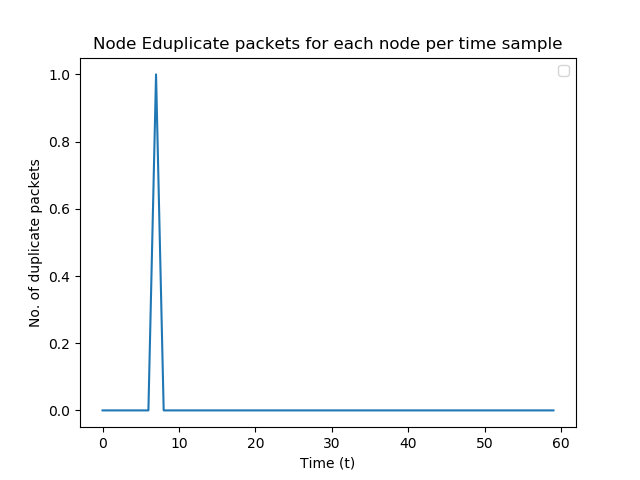 Node Eduplicate packets for each node per time sample
1.0
0.8
0.6
0.4
0.2
0.0
No. of duplicate packets
0 10 20 30 40 50 60
Time (t)